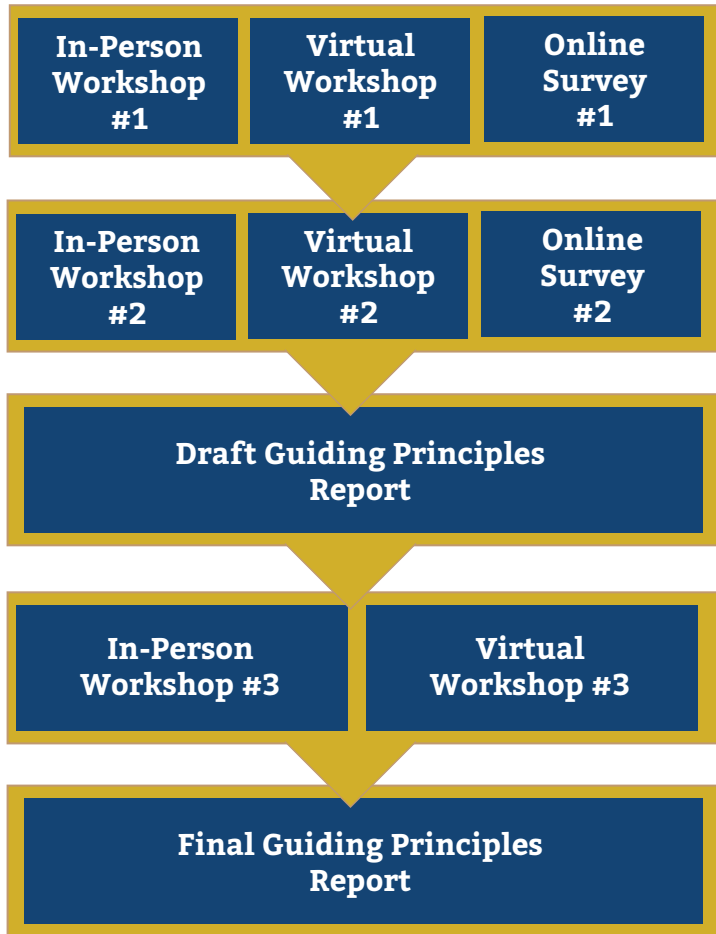 In-Person
Workshop
#1
Virtual
Workshop
#1
Online
Survey
#1
In-Person
Workshop
#2
Virtual
Workshop
#2
Online
Survey
#2
Draft Guiding Principles
Report
In-Person
Workshop #3
Virtual
Workshop #3
Final Guiding Principles
Report